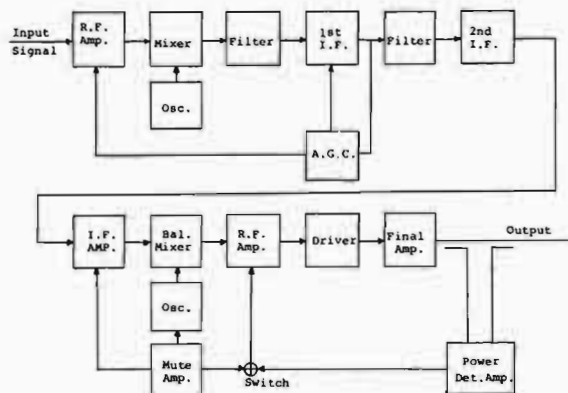 Input
Signal
R.F.
Amp.
Mixer
Filter
1st
I.F.
Filter
2nd
I.F.
Osc.
A.G.C.
I.F.
AMP.
Bal.
Mixer
R.F.
Amp.
Driver
Final
Amp.
Output
Osc.
Mute
Amp.
Switch
Power
Det.Amp.